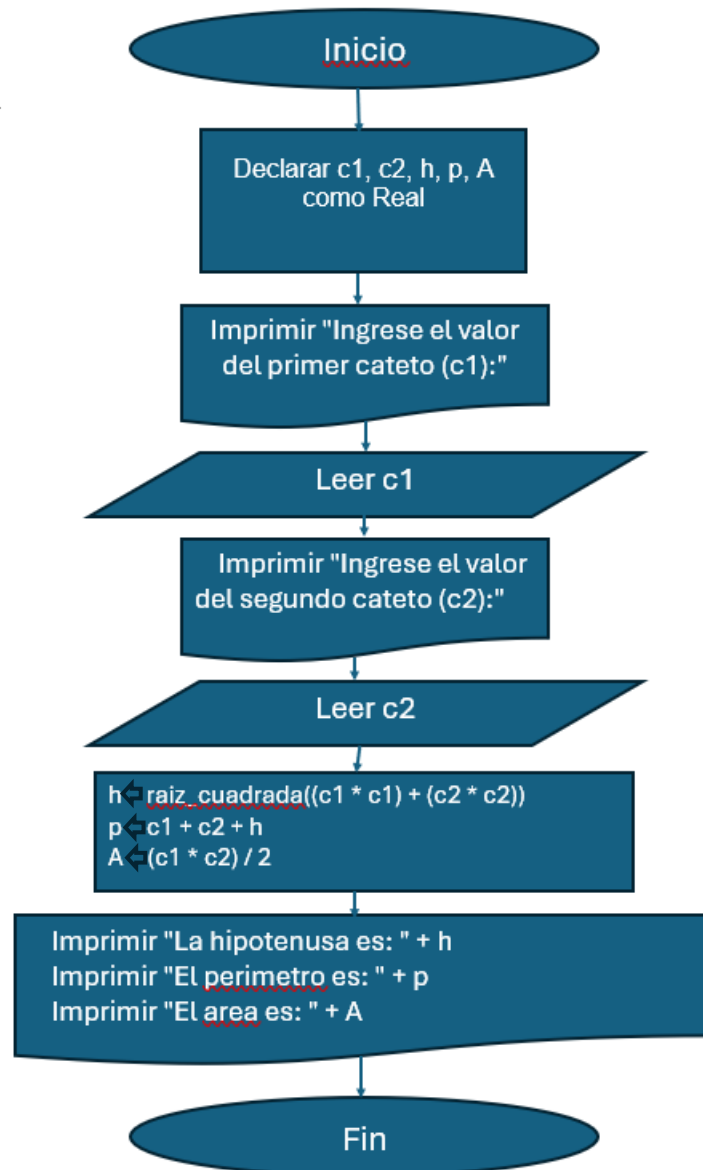 Inicio
Declarar c1, c2, h, p, A
como Real
Imprimir "Ingrese el valor
del primer cateto (c1):"
Leer c1
Imprimir "Ingrese el valor
del segundo cateto (c2):"
Leer c2
h⇦raiz_cuadrada((c1 * c1) + (c2 * c2))
p⇦c1 + c2 + h
A⇦(c1 * c2) / 2
Imprimir "La hipotenusa es: " + h
Imprimir "El perimetro es: " + p
Imprimir "El area es: " + A
Fin